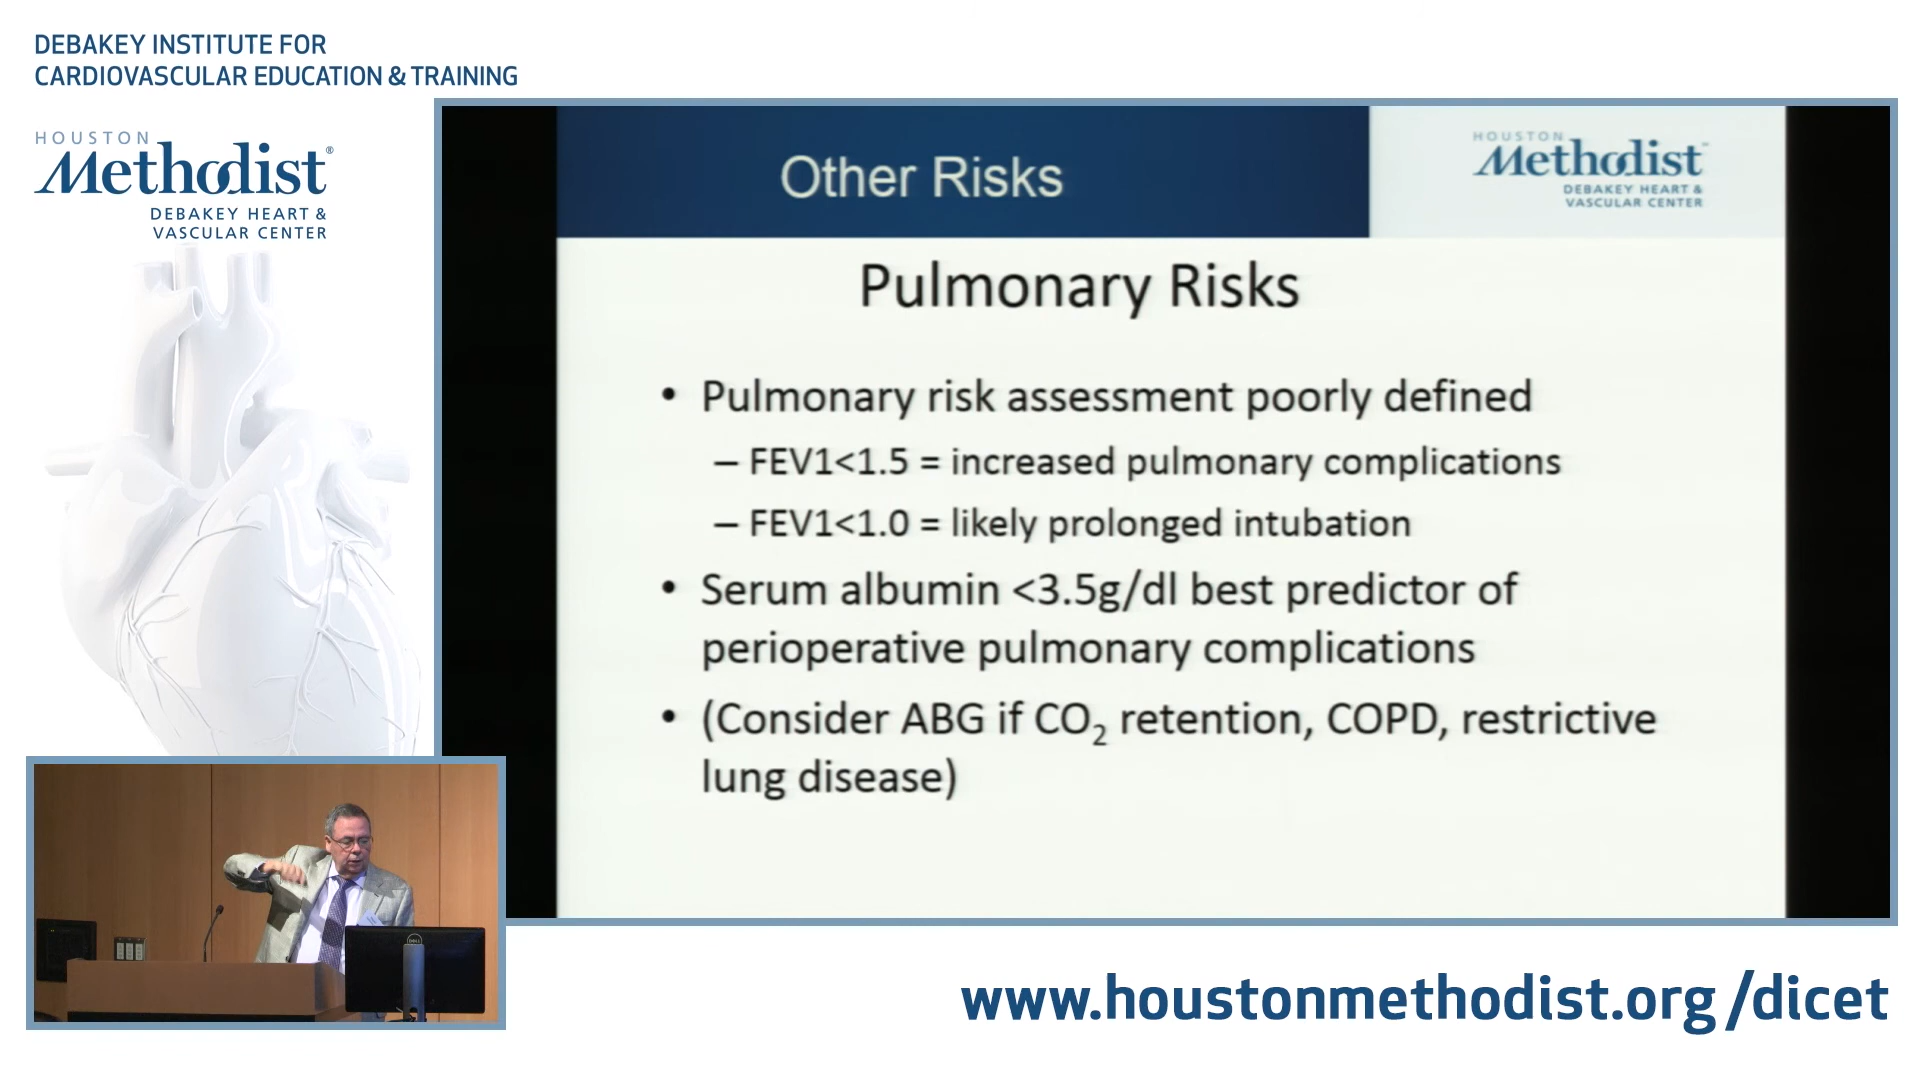 DEBAKEY INSTITUTE FOR
CARDIOVASCULAR EDUCATION & TRAINING
HOUSTON
Methodist®
DEBAKEY HEART &
VASCULAR CENTER
Other Risks
HOUSTON
Methodist
DEBAKEY HEART &
VASCULAR CENTER
Pulmonary Risks
• Pulmonary risk assessment poorly defined
– FEV1<1.5 = increased pulmonary complications
– FEV1<1.0 = likely prolonged intubation
• Serum albumin <3.5g/dl best predictor of
perioperative pulmonary complications
• (Consider ABG if CO₂ retention, COPD, restrictive
lung disease)
DELL
www.houstonmethodist.org/dicet